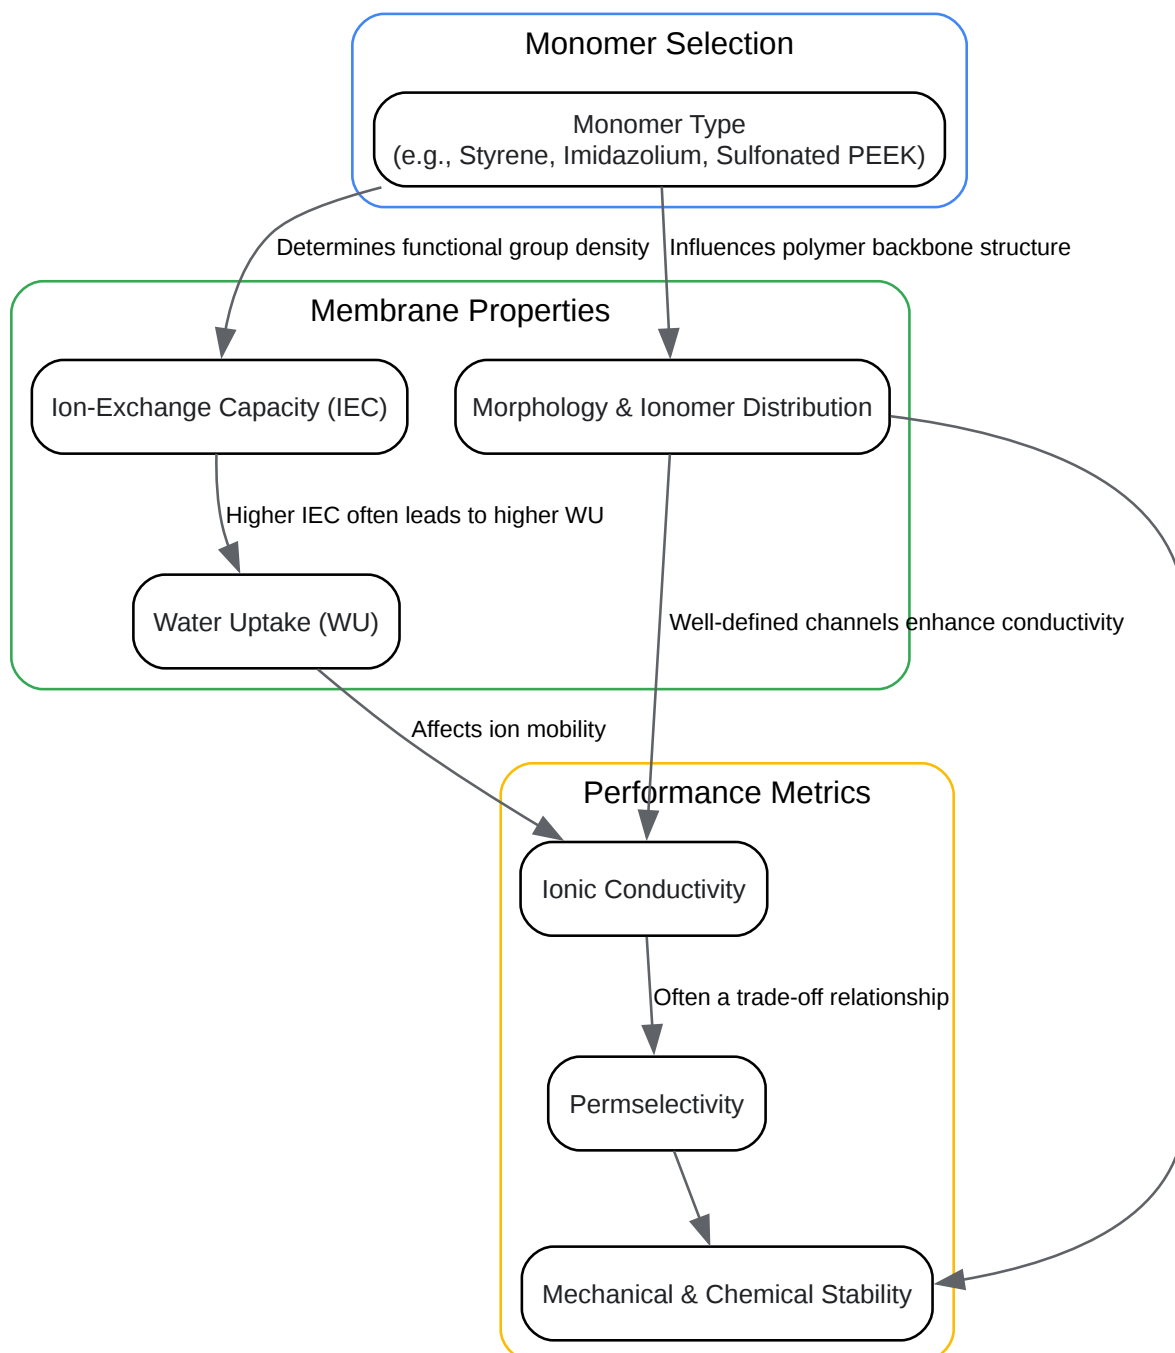 Monomer Selection
Monomer Type
(e.g., Styrene, Imidazolium, Sulfonated PEEK)
Determines functional group density
Influences polymer backbone structure
Membrane Properties
Ion-Exchange Capacity (IEC)
Morphology & Ionomer Distribution
Higher IEC often leads to higher WU
Water Uptake (WU)
Well-defined channels enhance conductivity
Affects ion mobility
Performance Metrics
Ionic Conductivity
Often a trade-off relationship
Permselectivity
Mechanical & Chemical Stability